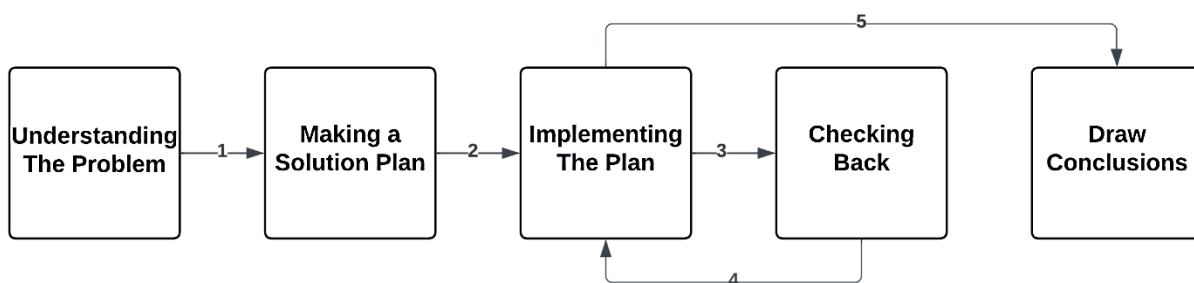 5
Understanding
The Problem
1
Making a
Solution Plan
2
Implementing
The Plan
3
Checking
Back
Draw
Conclusions
4